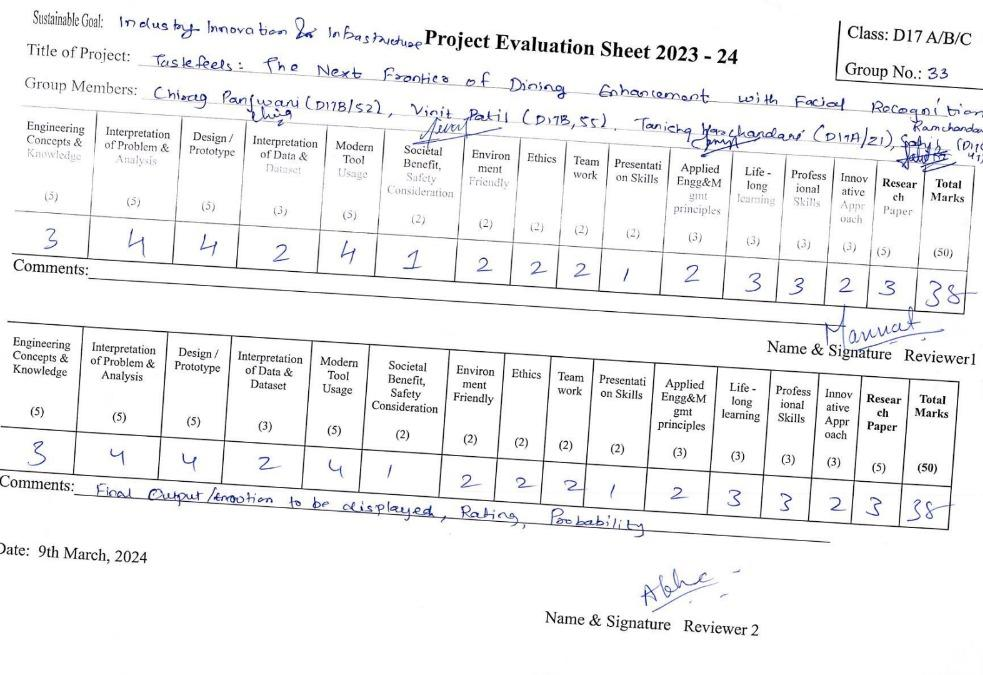 Sustainable Goal: Industry Innovation & Infrastructure
Project Evaluation Sheet 2023 - 24
Class: D17 A/B/C
Group No.: 33
Title of Project: Tastefeels: The Next Frontier of Dining Enhancement with Facial Recognition
Group Members: Chirag Panjwani (D17B/52), Vinit Patil (D17B, 55). Tanicha Harchandani (D17A/21), Ramchandani
Engineering Concepts & Knowledge (5) Interpretation of Problem & Analysis (5) Design / Prototype (5) Interpretation of Data & Dataset (3) Modern Tool Usage (5) Societal Benefit, Safety Consideration (2) Environ ment Friendly (2) Ethics (2) Team work (2) Presentati on Skills (2) Applied Engg&M gmt principles (3) Life - long learning (3) Profess ional Skills (3) Innov ative Appr oach (3) Resear ch Paper (5) Total Marks (50)
3 4 4 2 4 1 2 2 2 1 2 3 3 2 3 38
Comments:
Mannat
Name & Signature Reviewer1
Engineering Concepts & Knowledge (5) Interpretation of Problem & Analysis (5) Design / Prototype (5) Interpretation of Data & Dataset (3) Modern Tool Usage (5) Societal Benefit, Safety Consideration (2) Environ ment Friendly (2) Ethics (2) Team work (2) Presentati on Skills (2) Applied Engg&M gmt principles (3) Life - long learning (3) Profess ional Skills (3) Innov ative Appr oach (3) Resear ch Paper (5) Total Marks (50)
3 4 4 2 4 1 2 2 2 1 2 3 3 2 3 38
Comments: Final Output/emotion to be displayed, Rating, Probability
Date: 9th March, 2024
Name & Signature Reviewer 2